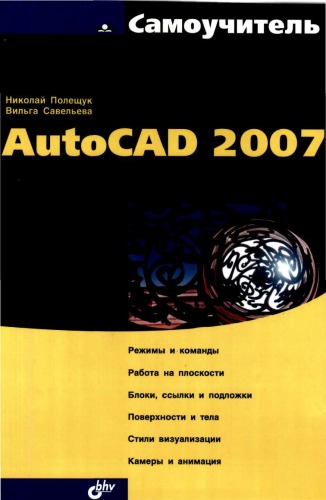 Самоучитель
Николай Полещук
Вильга Савельева
AutoCAD 2007
Режимы и команды
Работа на плоскости
Блоки, ссылки и подложки
Поверхности и тела
Стили визуализации
Камеры и анимация
bhv